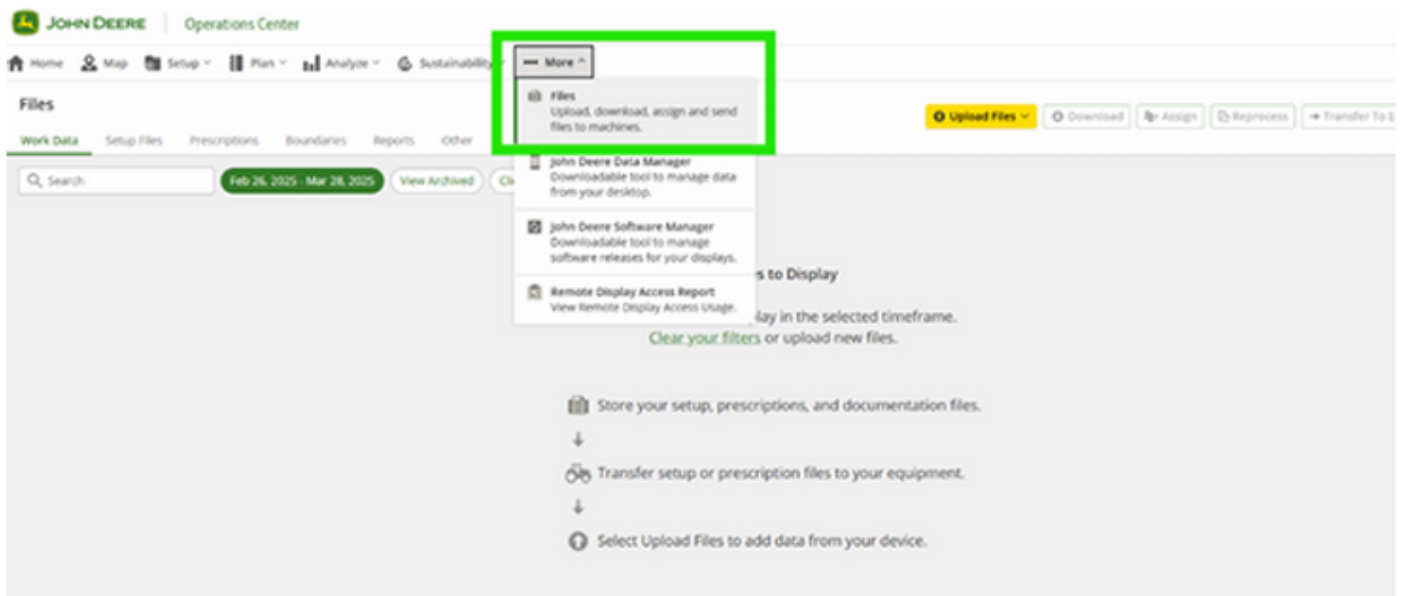 JOHN DEERE Operations Center
Home Map Setup Plan Analyze Sustainability More
Files
Upload, download, assign and send
files to machines.
Files
Upload Files Download Assign Reprocess Transfer To E
Work Data Setup Files Prescriptions Boundaries Reports Other
John Deere Data Manager
Downloadable tool to manage data
from your desktop.
Search Feb 26, 2025 - Mar 28, 2025 View Archived
John Deere Software Manager
Downloadable tool to manage
software releases for your displays.
Remote Display Access Report
View Remote Display Access Usage.
s to Display
lay in the selected timeframe.
Clear your filters or upload new files.
Store your setup, prescriptions, and documentation files.
Transfer setup or prescription files to your equipment.
Select Upload Files to add data from your device.